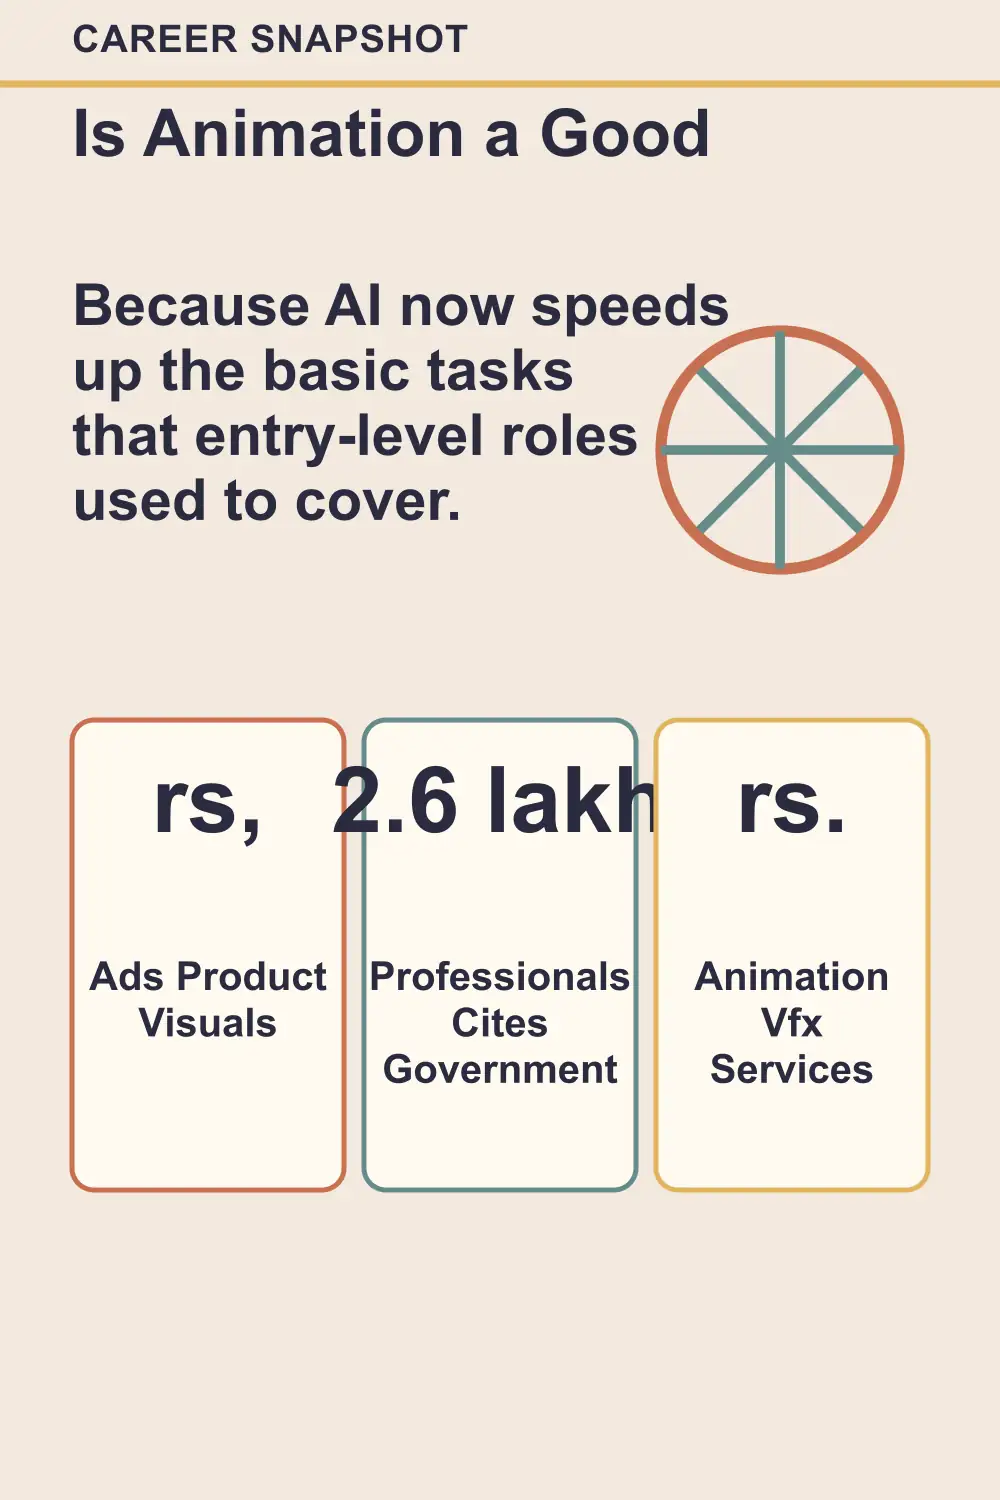 CAREER SNAPSHOT
Is Animation a Good
Because AI now speeds
up the basic tasks
that entry-level roles
used to cover.
rs,
2.6 lakh
rs.
Ads Product
Visuals
Professionals
Cites
Government
Animation
Vfx
Services